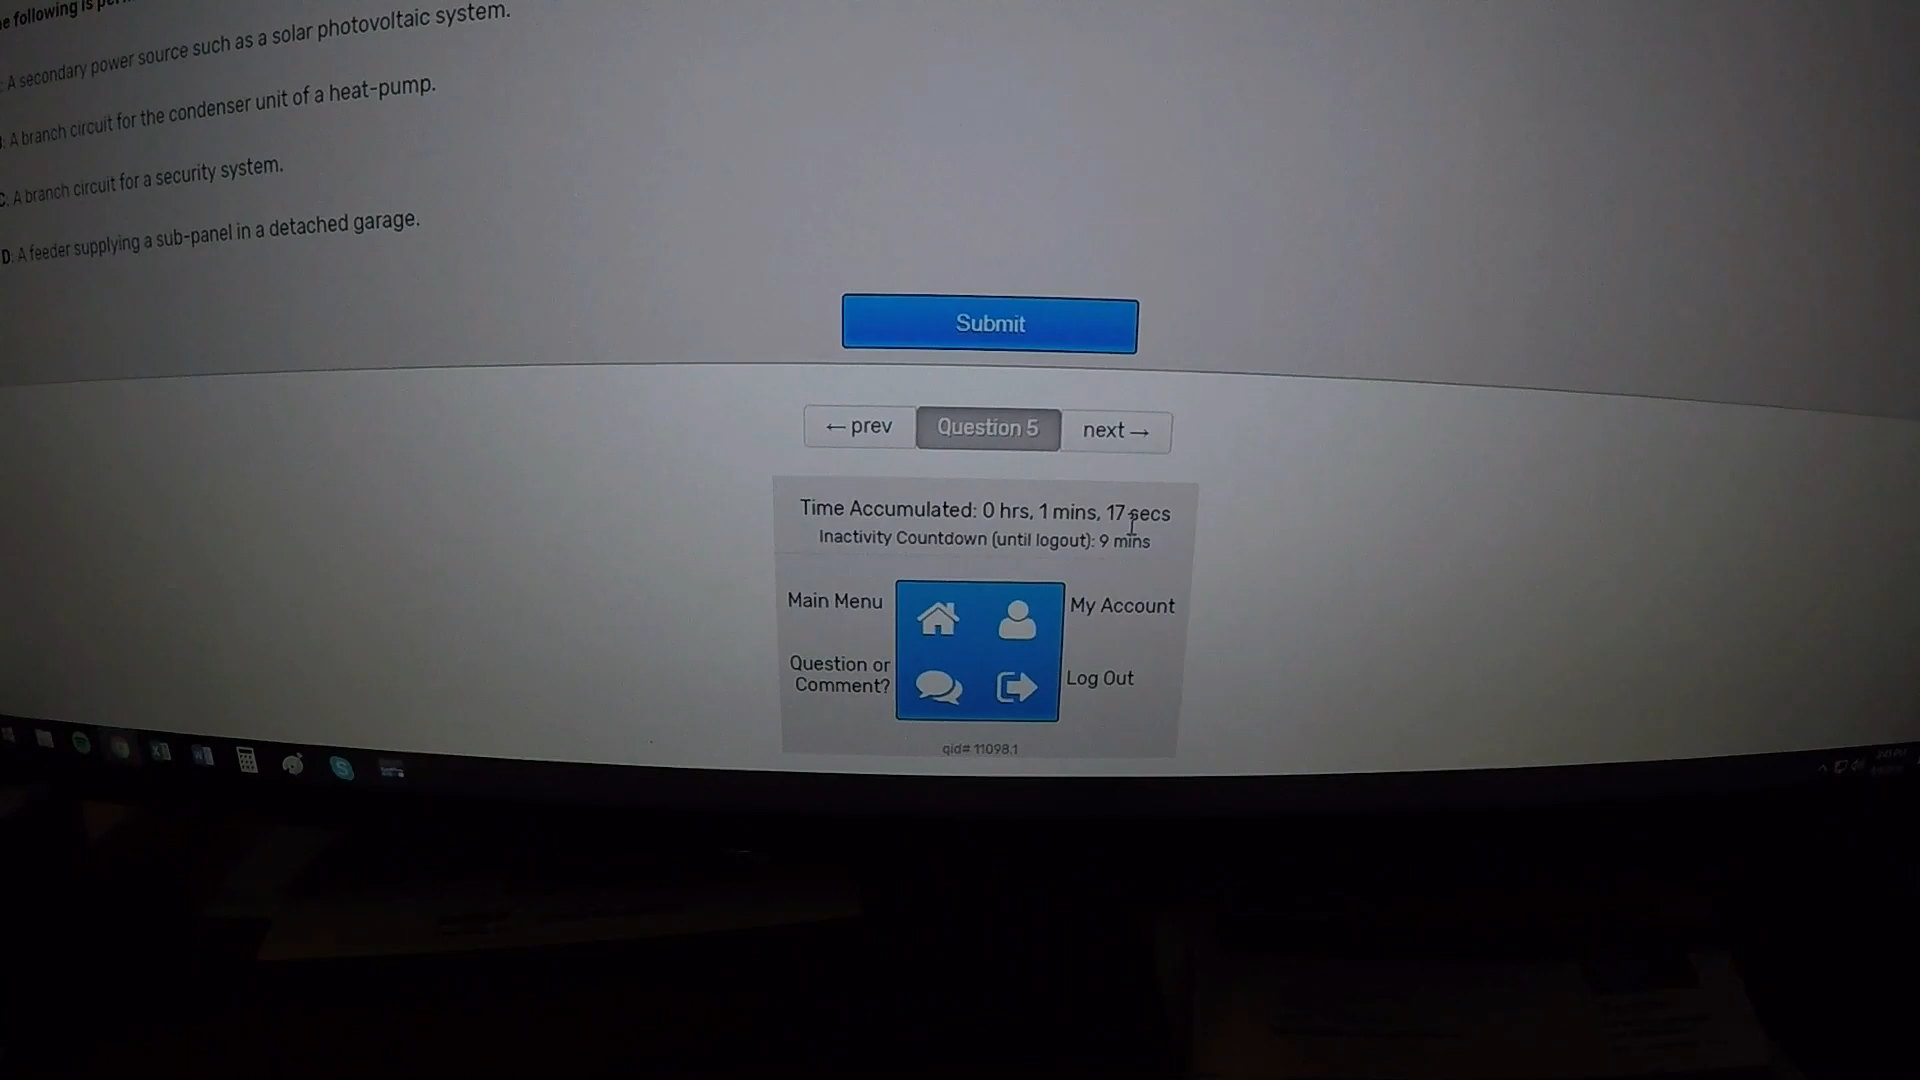 e following is
A secondary power source such as a solar photovoltaic system.
: A branch circuit for the condenser unit of a heat-pump.
C. A branch circuit for a security system.
D. A feeder supplying a sub-panel in a detached garage.
Submit
← prev
Question 5
next →
Time Accumulated: 0 hrs, 1 mins, 17 secs
Inactivity Countdown (until logout): 9 mins
Main Menu
My Account
Question or
Comment?
Log Out
qid# 11098.1